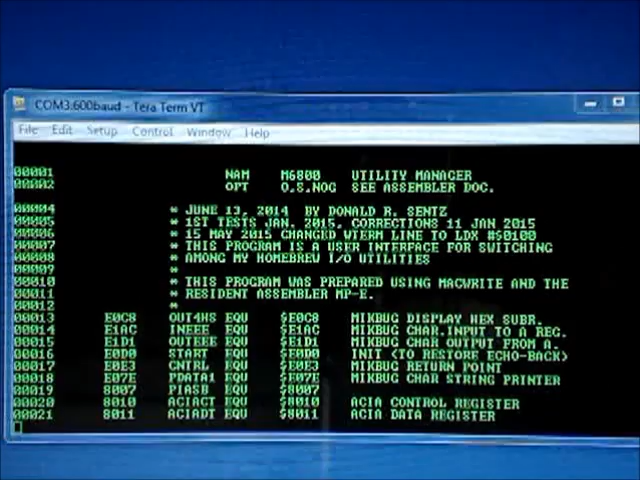 COM3:600baud - Tera Term VT
File Edit Setup Control Window Help
00001 NAM M6800 UTILITY MANAGER
00002 OPT O,S,NOG SEE ASSEMBLER DOC.
00004 * JUNE 13, 2014 BY DONALD R. SENTZ
00005 * 1ST TESTS JAN. 2015, CORRECTIONS 11 JAN 2015
00006 * 15 MAY 2015 CHANGED WTERM LINE TO LDX #$0100
00007 * THIS PROGRAM IS A USER INTERFACE FOR SWITCHING
00008 * AMONG MY HOMEBREW I/O UTILITIES
00009 *
00010 * THIS PROGRAM WAS PREPARED USING MACWRITE AND THE
00011 * RESIDENT ASSEMBLER MP-E.
00012 *
00013 E0C8 OUT4HS EQU $E0C8 MIKBUG DISPLAY HEX SUBR.
00014 E1AC INEEE EQU $E1AC MIKBUG CHAR.INPUT TO A REG.
00015 E1D1 OUTEEE EQU $E1D1 MIKBUG CHAR OUTPUT FROM A.
00016 E0D0 START EQU $E0D0 INIT (TO RESTORE ECHO-BACK)
00017 E0E3 CNTRL EQU $E0E3 MIKBUG RETURN POINT
00018 E07E PDATA1 EQU $E07E MIKBUG CHAR STRING PRINTER
00019 8007 PIASB EQU $8007
00020 8010 ACIACT EQU $8010 ACIA CONTROL REGISTER
00021 8011 ACIADT EQU $8011 ACIA DATA REGISTER